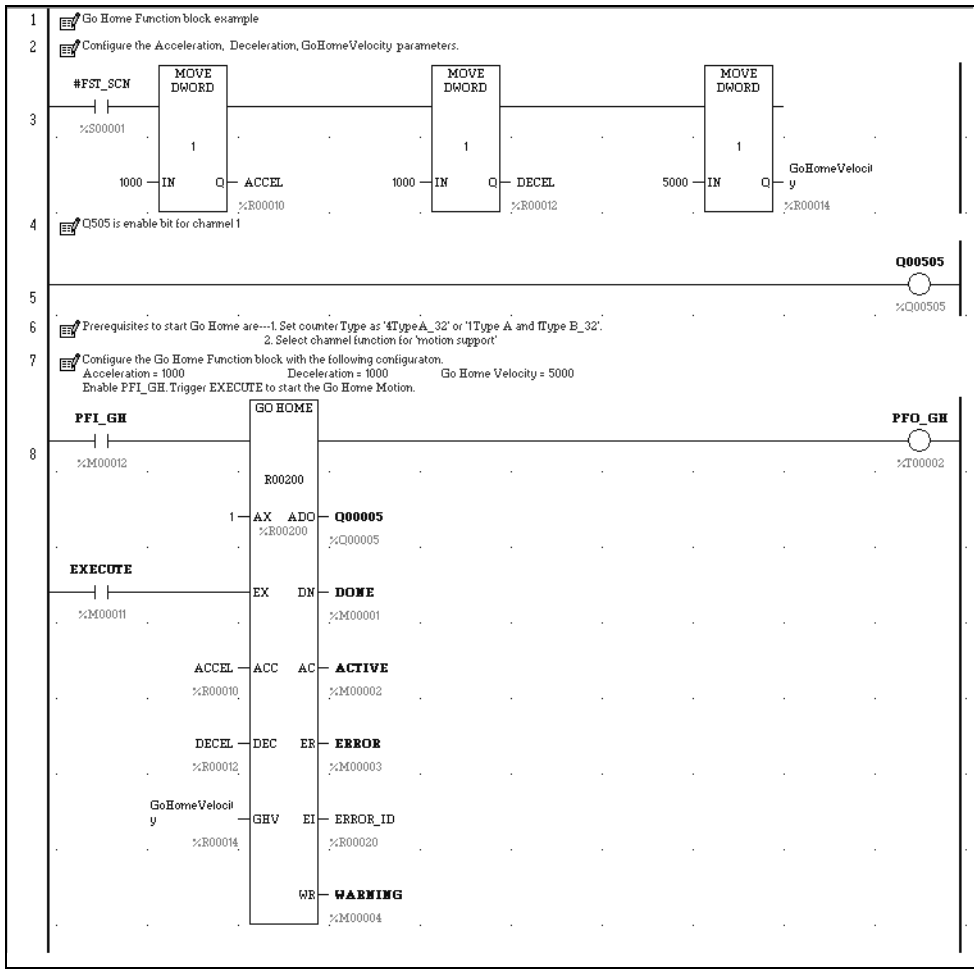 1 Go Home Function block example
2 Configure the Acceleration, Deceleration, GoHomeVelocity parameters.
#FST_SCN MOVE DWORD MOVE DWORD MOVE DWORD
3
%S00001
1 1 1
1000 IN Q ACCEL 1000 IN Q DECEL 5000 IN Q GoHomeVelocit
y
%R00010 %R00012 %R00014
4 Q505 is enable bit for channel 1
Q00505
5
%Q00505
6 Prerequisites to start Go Home are---1. Set counter Type as '4TypeA_32' or '1Type A and 1Type B_32'.
2. Select channel function for 'motion support'
7 Configure the Go Home Function block with the following configuraton.
Acceleration = 1000 Deceleration = 1000 Go Home Velocity = 5000
Enable PFI_GH. Trigger EXECUTE to start the Go Home Motion.
GO HOME
PFI_GH PFO_GH
8
%M00012 %T00002
R00200
1 AX ADO Q00005
%R00200 %Q00005
EXECUTE
EX DN DONE
%M00011 %M00001
ACCEL ACC AC ACTIVE
%R00010 %M00002
DECEL DEC ER ERROR
%R00012 %M00003
GoHomeVelocit
y GHV EI ERROR_ID
%R00014 %R00020
WR WARNING
%M00004